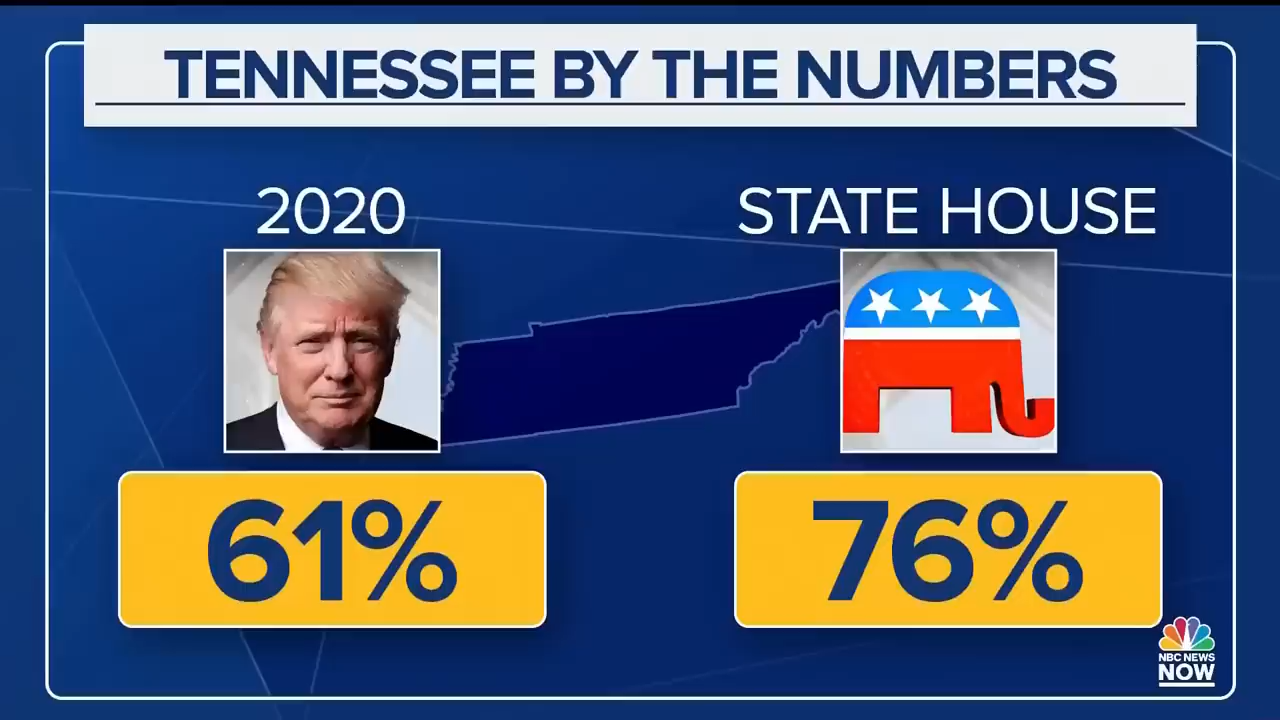 TENNESSEE BY THE NUMBERS
2020
STATE HOUSE
61%
76%
NBC NEWS
NOW